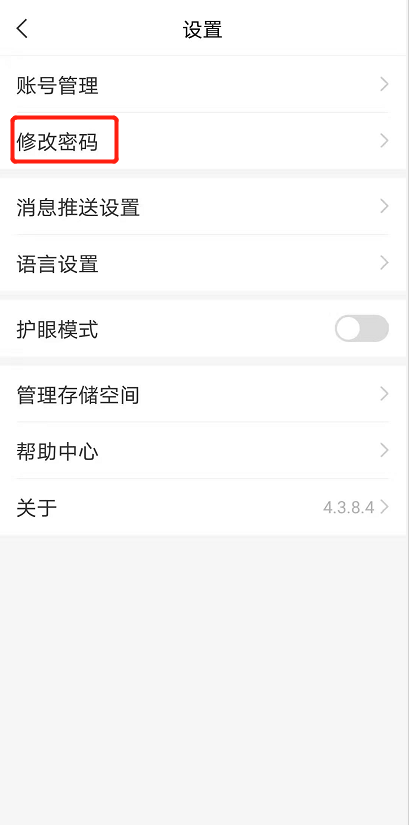 设置
账号管理
修改密码
消息推送设置
语言设置
护眼模式
管理存储空间
帮助中心
关于 4.3.8.4